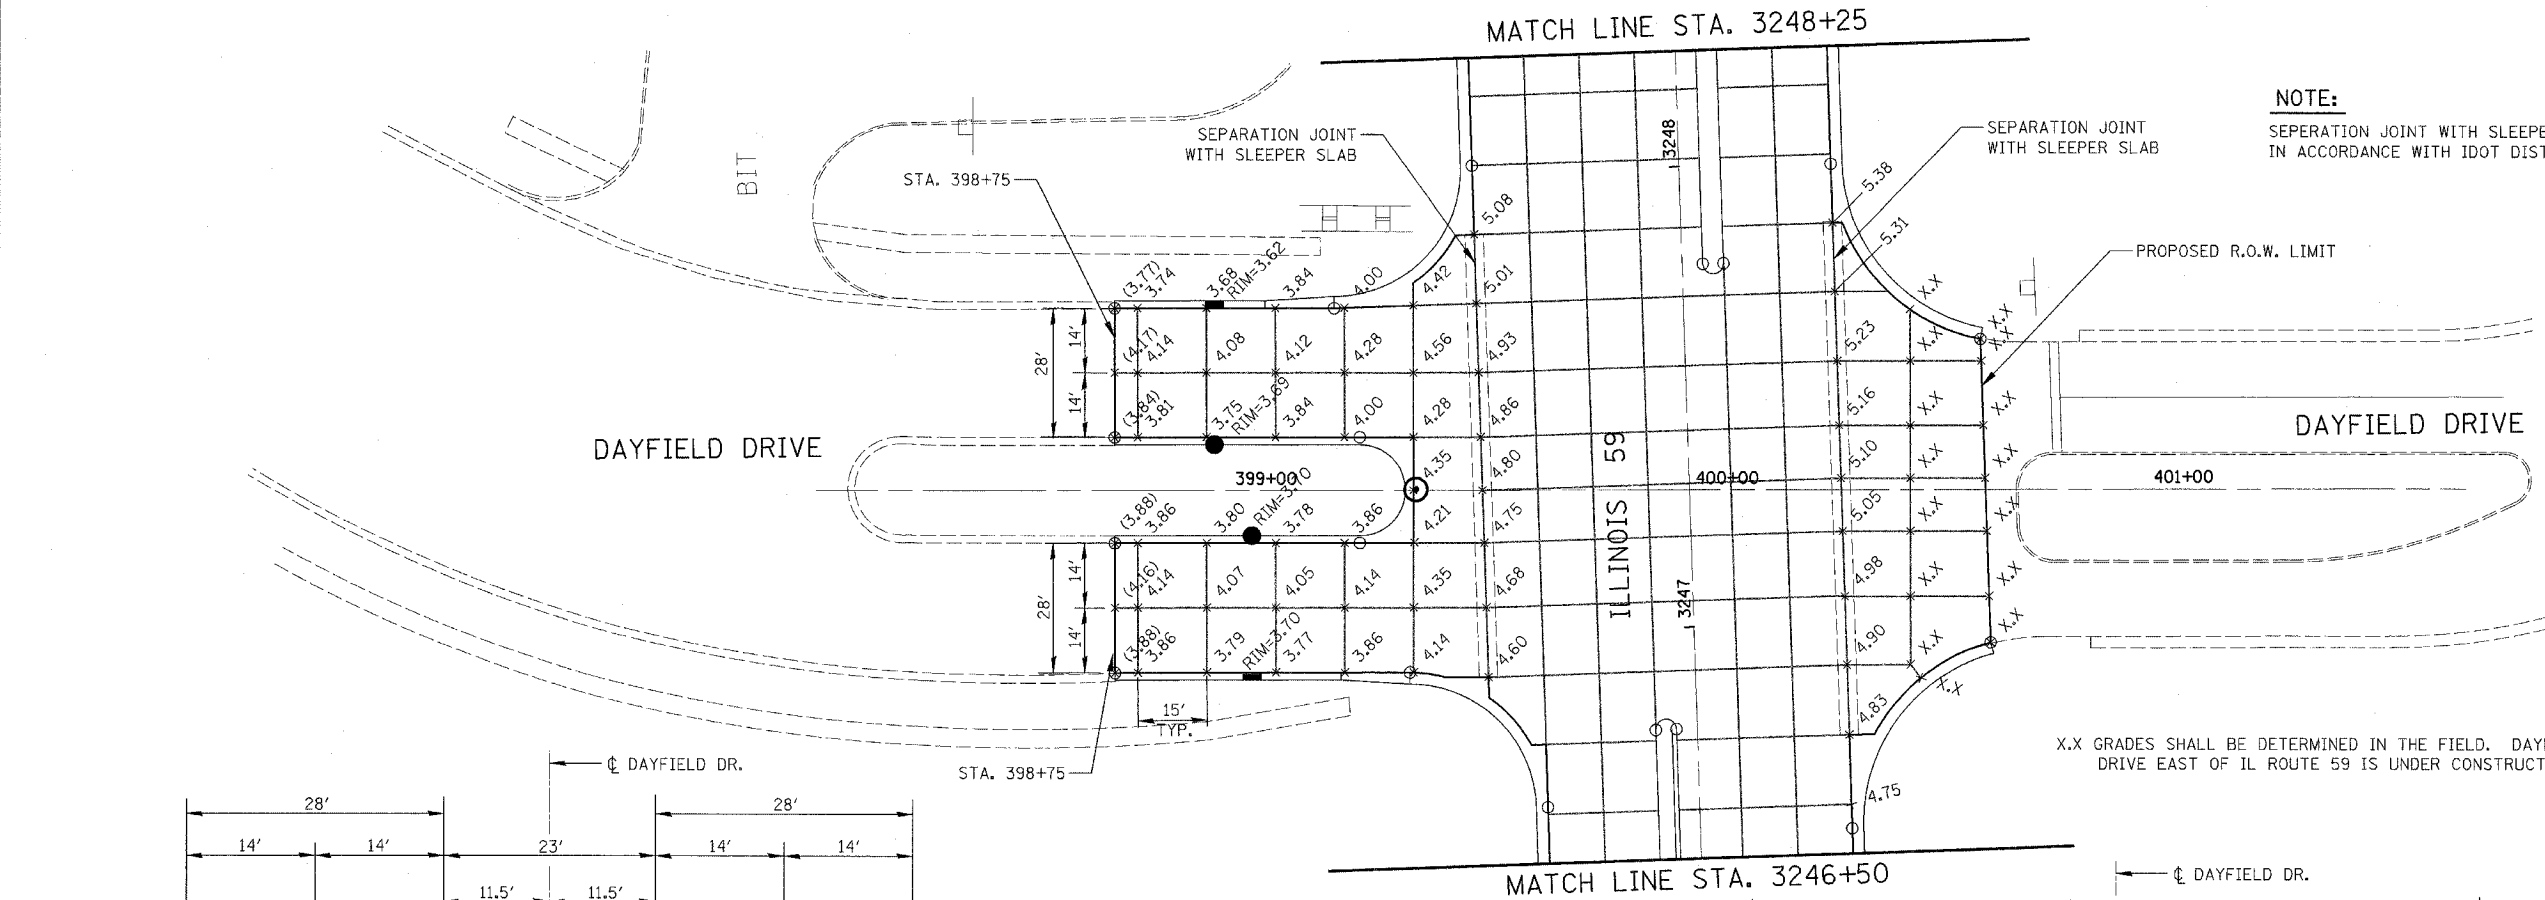 MATCH LINE STA. 3248+25
NOTE:
SEPERATION JOINT WITH SLEEPE
IN ACCORDANCE WITH IDOT DIST
SEPARATION JOINT
WITH SLEEPER SLAB
SEPARATION JOINT
WITH SLEEPER SLAB
BIT
STA. 398+75
3248
5.38
5.31
5.08
PROPOSED R.O.W. LIMIT
(3.77)
3.74
3.68
RIM=3.62
3.84
4.00
4.42
5.01
X.X
X.X
X.X
28'
14'
14'
(4.17)
4.14
4.08
4.12
4.28
4.56
4.93
5.23
X.X
(3.84)
3.81
3.75
RIM=3.69
3.84
4.00
4.28
4.86
5.16
X.X
X.X
DAYFIELD DRIVE
DAYFIELD DRIVE
ILLINOIS 59
4.35
4.80
5.10
X.X
X.X
399+00
400+00
401+00
(3.88)
3.86
3.80
RIM=3.70
3.78
3.86
4.21
4.75
5.05
X.X
X.X
28'
14'
14'
(4.16)
4.14
4.07
4.05
4.14
4.35
4.68
4.98
X.X
X.X
3247
(3.88)
3.86
3.79
RIM=3.70
3.77
3.86
4.14
4.60
4.90
X.X
X.X
X.X
4.83
15'
TYP.
STA. 398+75
X.X GRADES SHALL BE DETERMINED IN THE FIELD. DAY
DRIVE EAST OF IL ROUTE 59 IS UNDER CONSTRUCT
4.75
℄ DAYFIELD DR.
28'
28'
14'
14'
23'
14'
14'
11.5'
11.5'
MATCH LINE STA. 3246+50
℄ DAYFIELD DR.